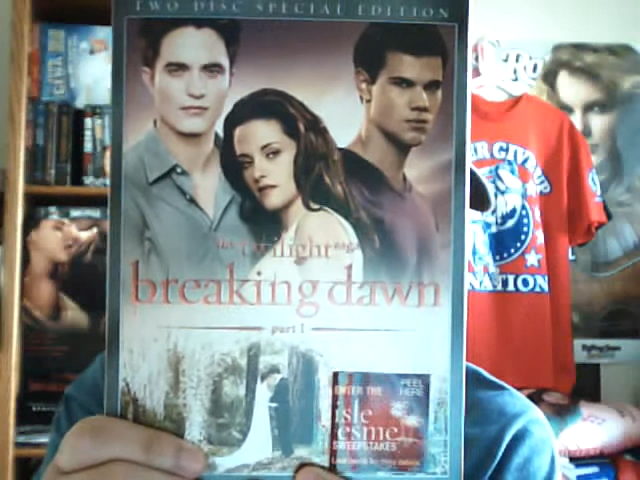 TWO DISC SPECIAL EDITION
the twilight saga
breaking dawn
part 1
ENTER THE
PEEL
HERE
isle
esme
SWEEPSTAKES
NATION
RollingStone